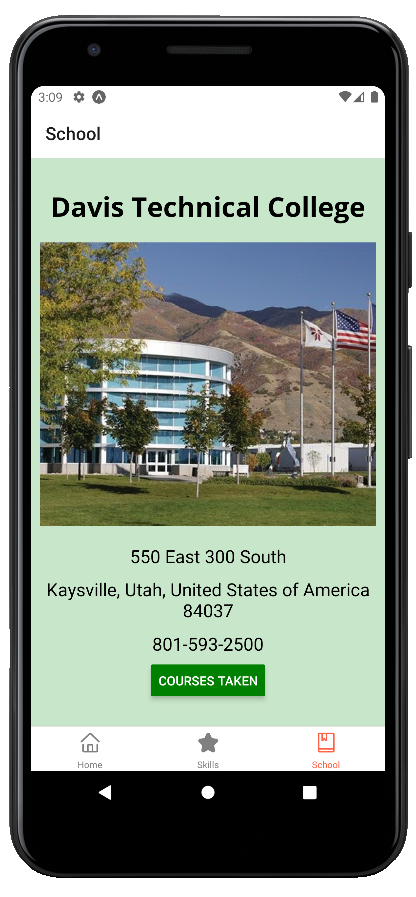 3:09
School
Davis Technical College
550 East 300 South
Kaysville, Utah, United States of America
84037
801-593-2500
COURSES TAKEN
Home
Skills
School